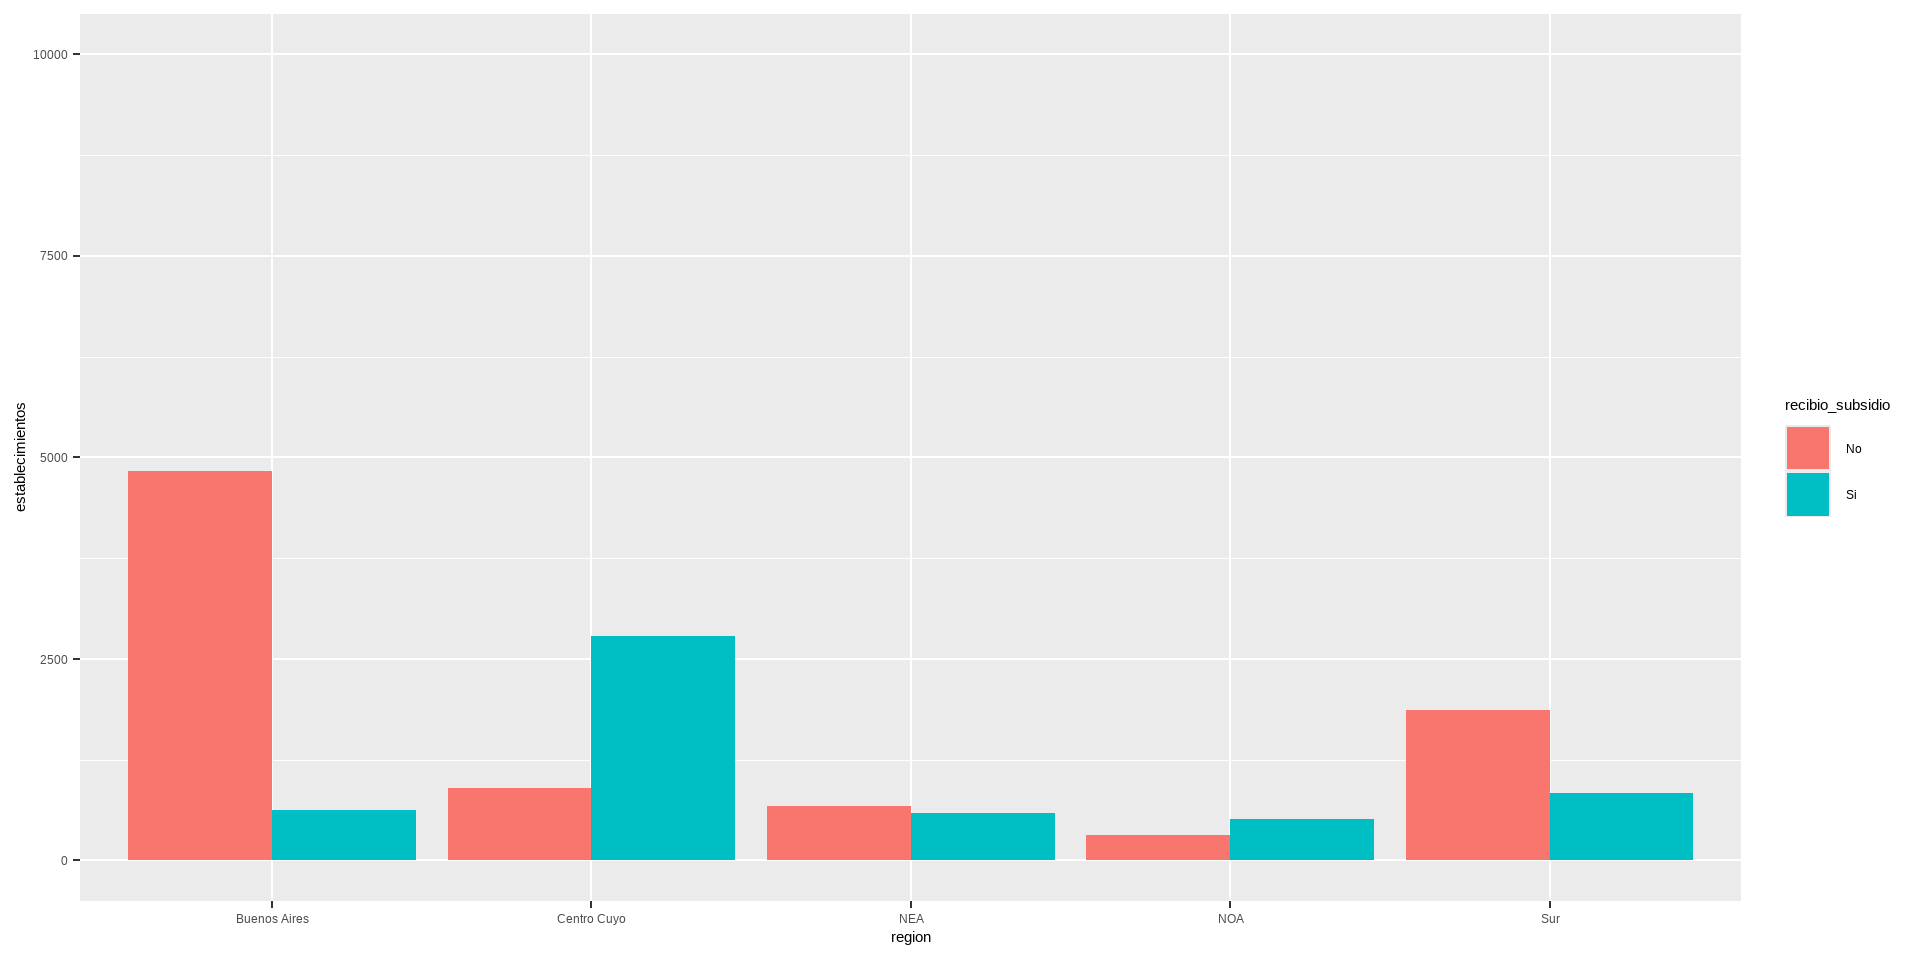 10000
7500
5000
2500
0
establecimientos
Buenos Aires
Centro Cuyo
NEA
NOA
Sur
region
recibio_subsidio
No
Si